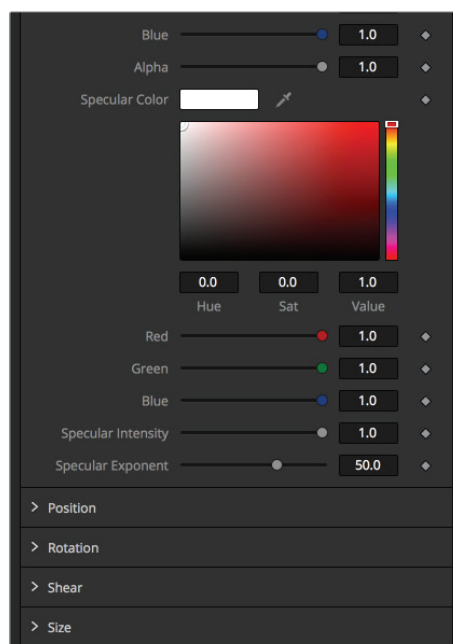 Blue 1.0
Alpha 1.0
Specular Color
0.0 0.0 1.0
Hue Sat Value
Red 1.0
Green 1.0
Blue 1.0
Specular Intensity 1.0
Specular Exponent 50.0
Position
Rotation
Shear
Size